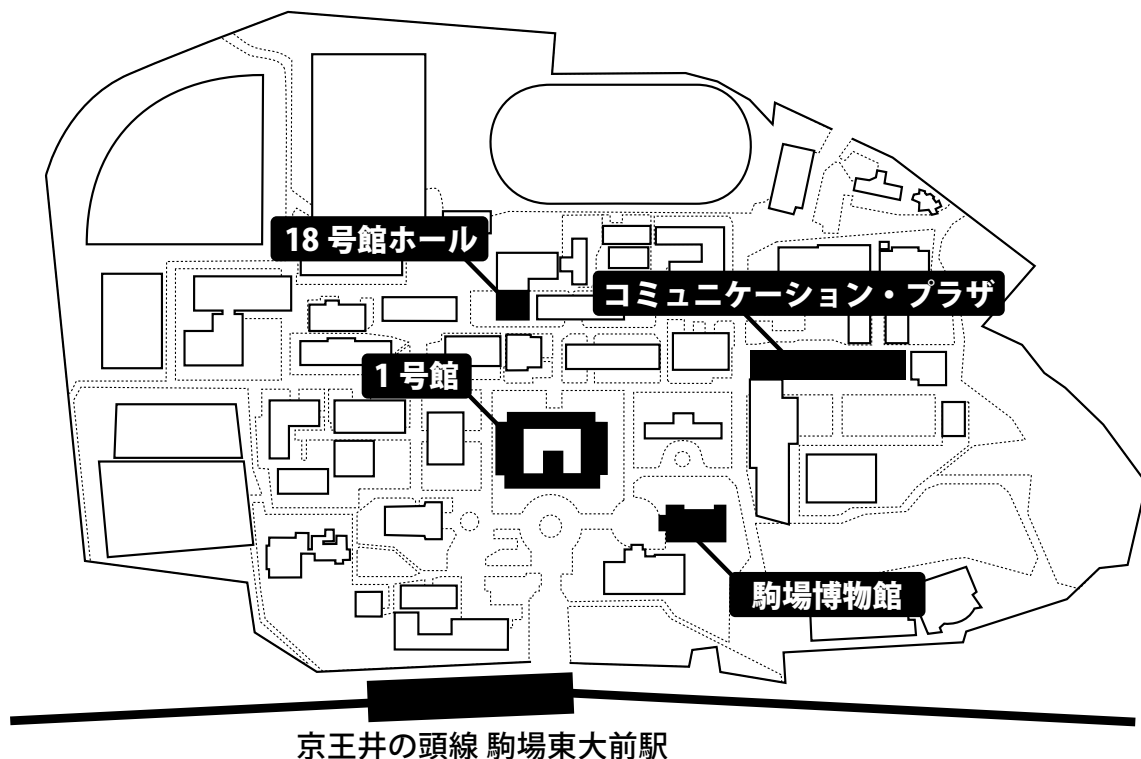 18 号館ホール
コミュニケーション・プラザ
1 号館
駒場博物館
京王井の頭線 駒場東大前駅